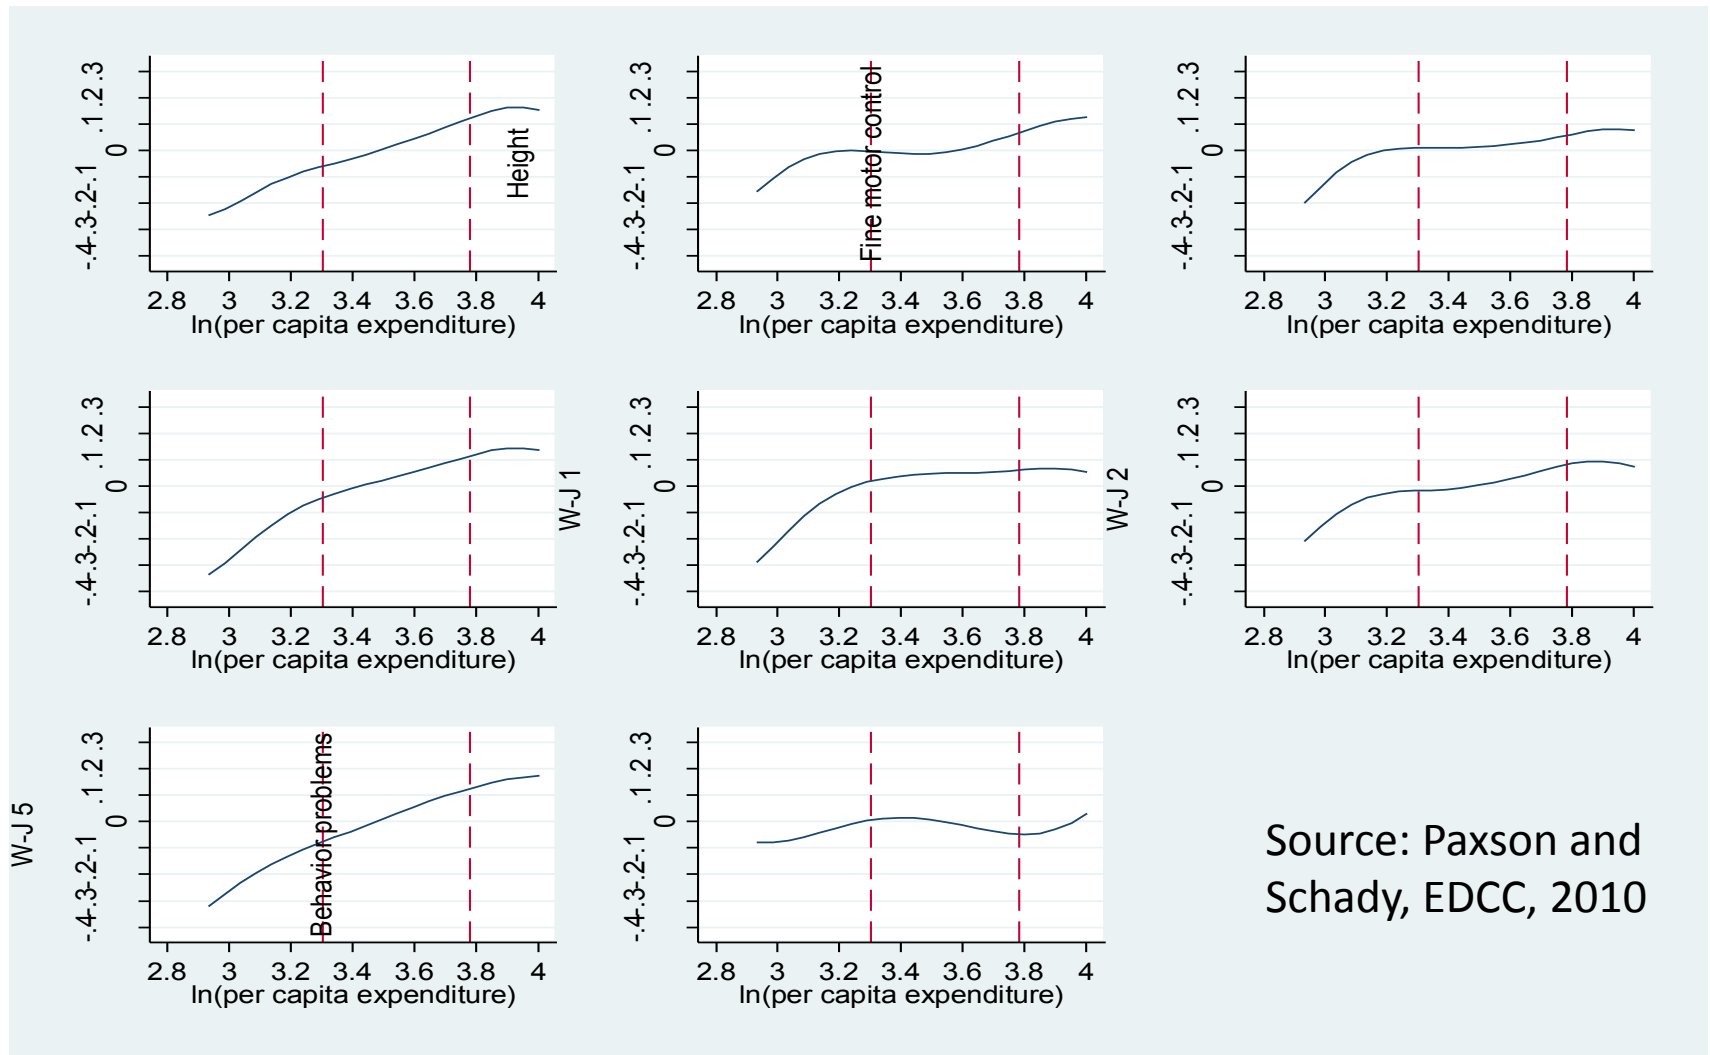 -.4-.3-.2-.1 0 .1 .2 .3
2.8 3 3.2 3.4 3.6 3.8 4
ln(per capita expenditure)
Height
-.4-.3-.2-.1 0 .1 .2 .3
2.8 3 3.2 3.4 3.6 3.8 4
ln(per capita expenditure)
Fine motor control
-.4-.3-.2-.1 0 .1 .2 .3
2.8 3 3.2 3.4 3.6 3.8 4
ln(per capita expenditure)
-.4-.3-.2-.1 0 .1 .2 .3
2.8 3 3.2 3.4 3.6 3.8 4
ln(per capita expenditure)
W-J 1
-.4-.3-.2-.1 0 .1 .2 .3
2.8 3 3.2 3.4 3.6 3.8 4
ln(per capita expenditure)
W-J 2
-.4-.3-.2-.1 0 .1 .2 .3
2.8 3 3.2 3.4 3.6 3.8 4
ln(per capita expenditure)
W-J 5
-.4-.3-.2-.1 0 .1 .2 .3
2.8 3 3.2 3.4 3.6 3.8 4
ln(per capita expenditure)
Behavior problems
-.4-.3-.2-.1 0 .1 .2 .3
2.8 3 3.2 3.4 3.6 3.8 4
ln(per capita expenditure)
Source: Paxson and
Schady, EDCC, 2010